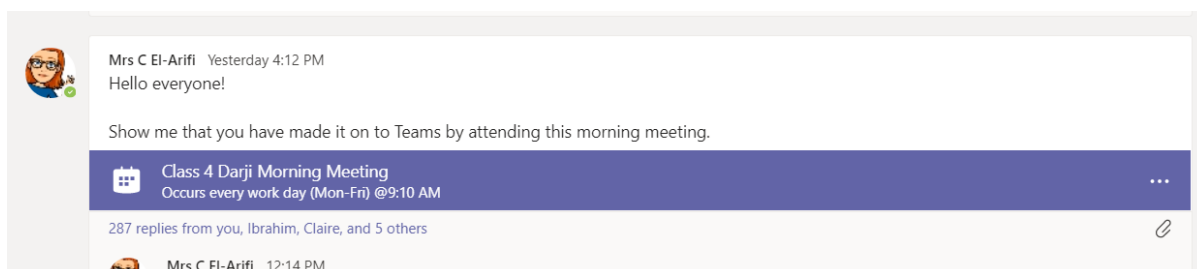 Mrs C El-Arifi Yesterday 4:12 PM
Hello everyone!
Show me that you have made it on to Teams by attending this morning meeting.
Class 4 Darji Morning Meeting
Occurs every work day (Mon-Fri) @9:10 AM
287 replies from you, Ibrahim, Claire, and 5 others
Mrs C El-Arifi 12:14 PM